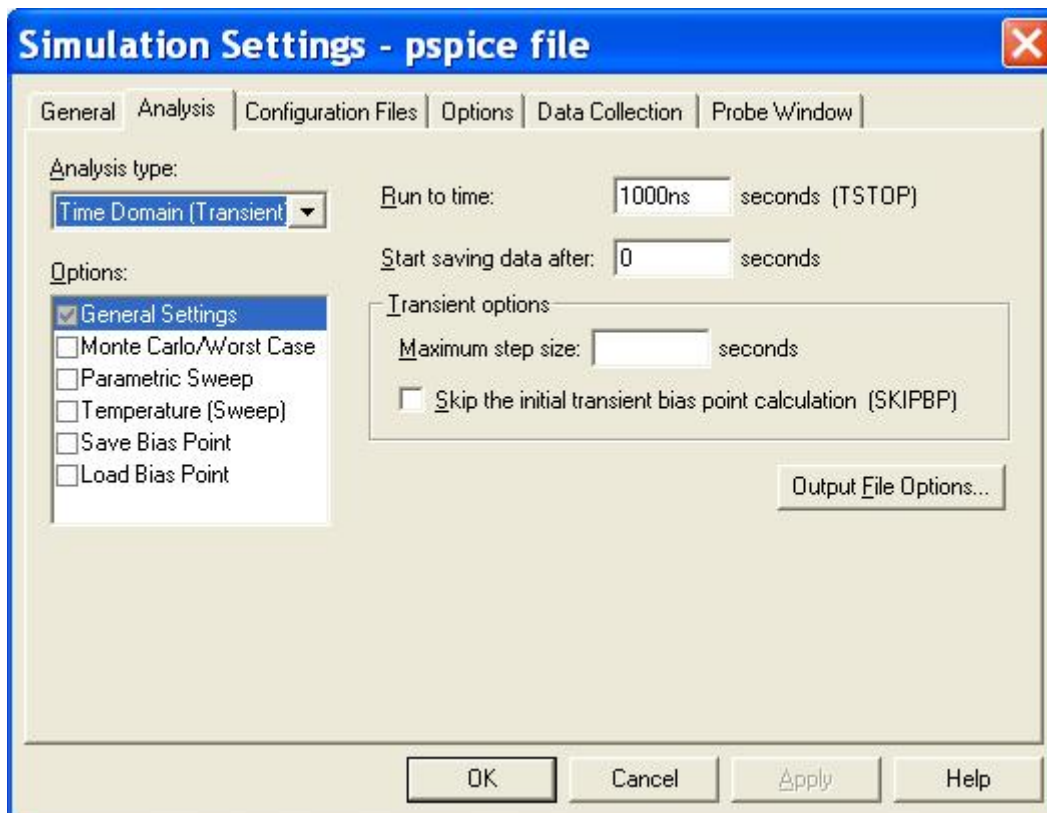 Simulation Settings - pspice file
General Analysis Configuration Files Options Data Collection Probe Window
Analysis type:
Time Domain (Transient)
Options:
General Settings
Monte Carlo/Worst Case
Parametric Sweep
Temperature (Sweep)
Save Bias Point
Load Bias Point
Run to time: 1000ns seconds (TSTOP)
Start saving data after: 0 seconds
Transient options
Maximum step size: seconds
Skip the initial transient bias point calculation (SKIPBP)
Output File Options...
OK Cancel Apply Help